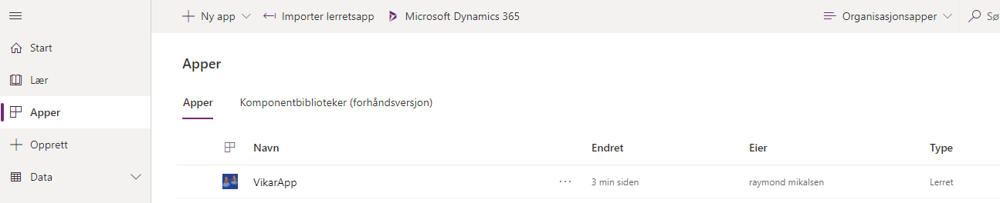 Ny app
Importer lerretsapp
Microsoft Dynamics 365
Organisasjonsapper
Sø
Start
Lær
Apper
Opprett
Data
Apper
Apper
Komponentbiblioteker (forhåndsversjon)
Navn
Endret
Eier
Type
VikarApp
3 min siden
raymond mikalsen
Lerret